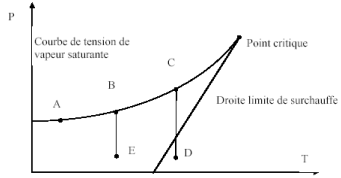 P
Courbe de tension de
vapeur saturante
Point critique
C
B
A
Droite limite de surchauffe
E
D
T